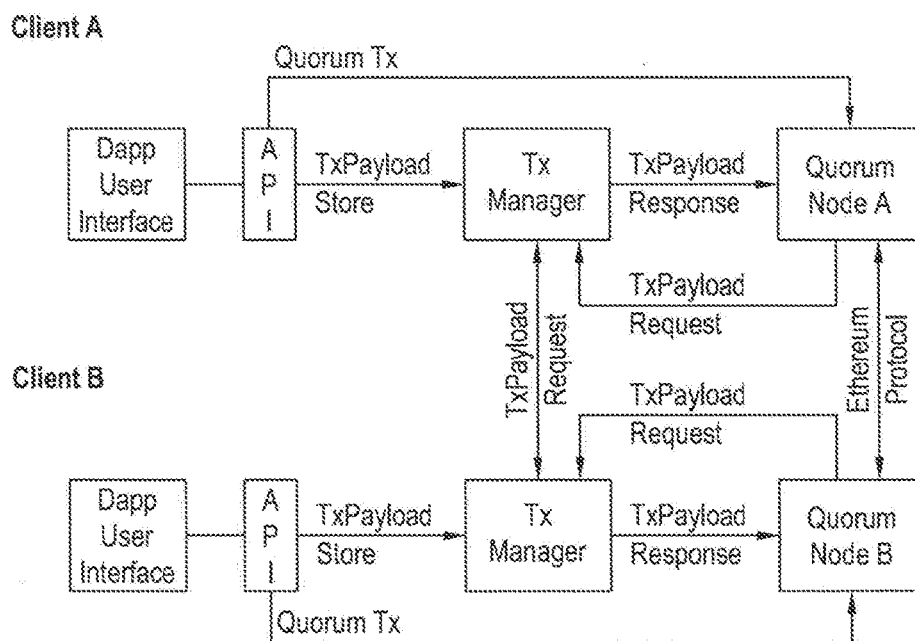 Client A
Quorum Tx
Dapp
User
Interface
A
P
I
TxPayload
Store
Tx
Manager
TxPayload
Response
Quorum
Node A
TxPayload
Request
TxPayload
Request
Ethereum
Protocol
Client B
TxPayload
Request
Dapp
User
Interface
A
P
I
TxPayload
Store
Tx
Manager
TxPayload
Response
Quorum
Node B
Quorum Tx